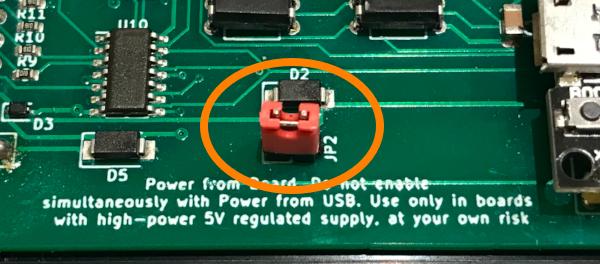 R11
R10
R9
U10
D2
D3
D5
JP2
BOO
Power from Board. Do not enable
simultaneously with Power from USB. Use only in boards
with high-power 5V regulated supply, at your own risk